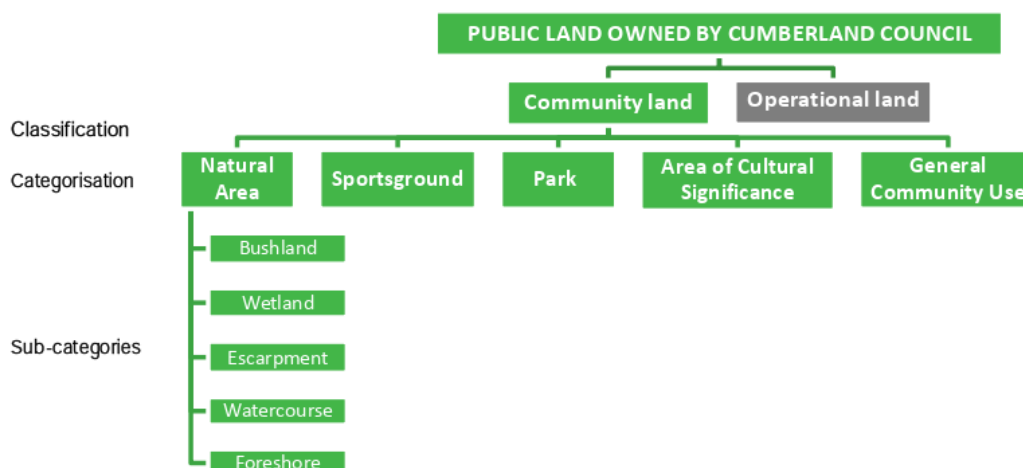 PUBLIC LAND OWNED BY CUMBERLAND COUNCIL
Community land
Operational land
Classification
Categorisation
Natural
Area
Sportsground
Park
Area of Cultural
Significance
General
Community Use
Sub-categories
Bushland
Wetland
Escarpment
Watercourse
Foreshore